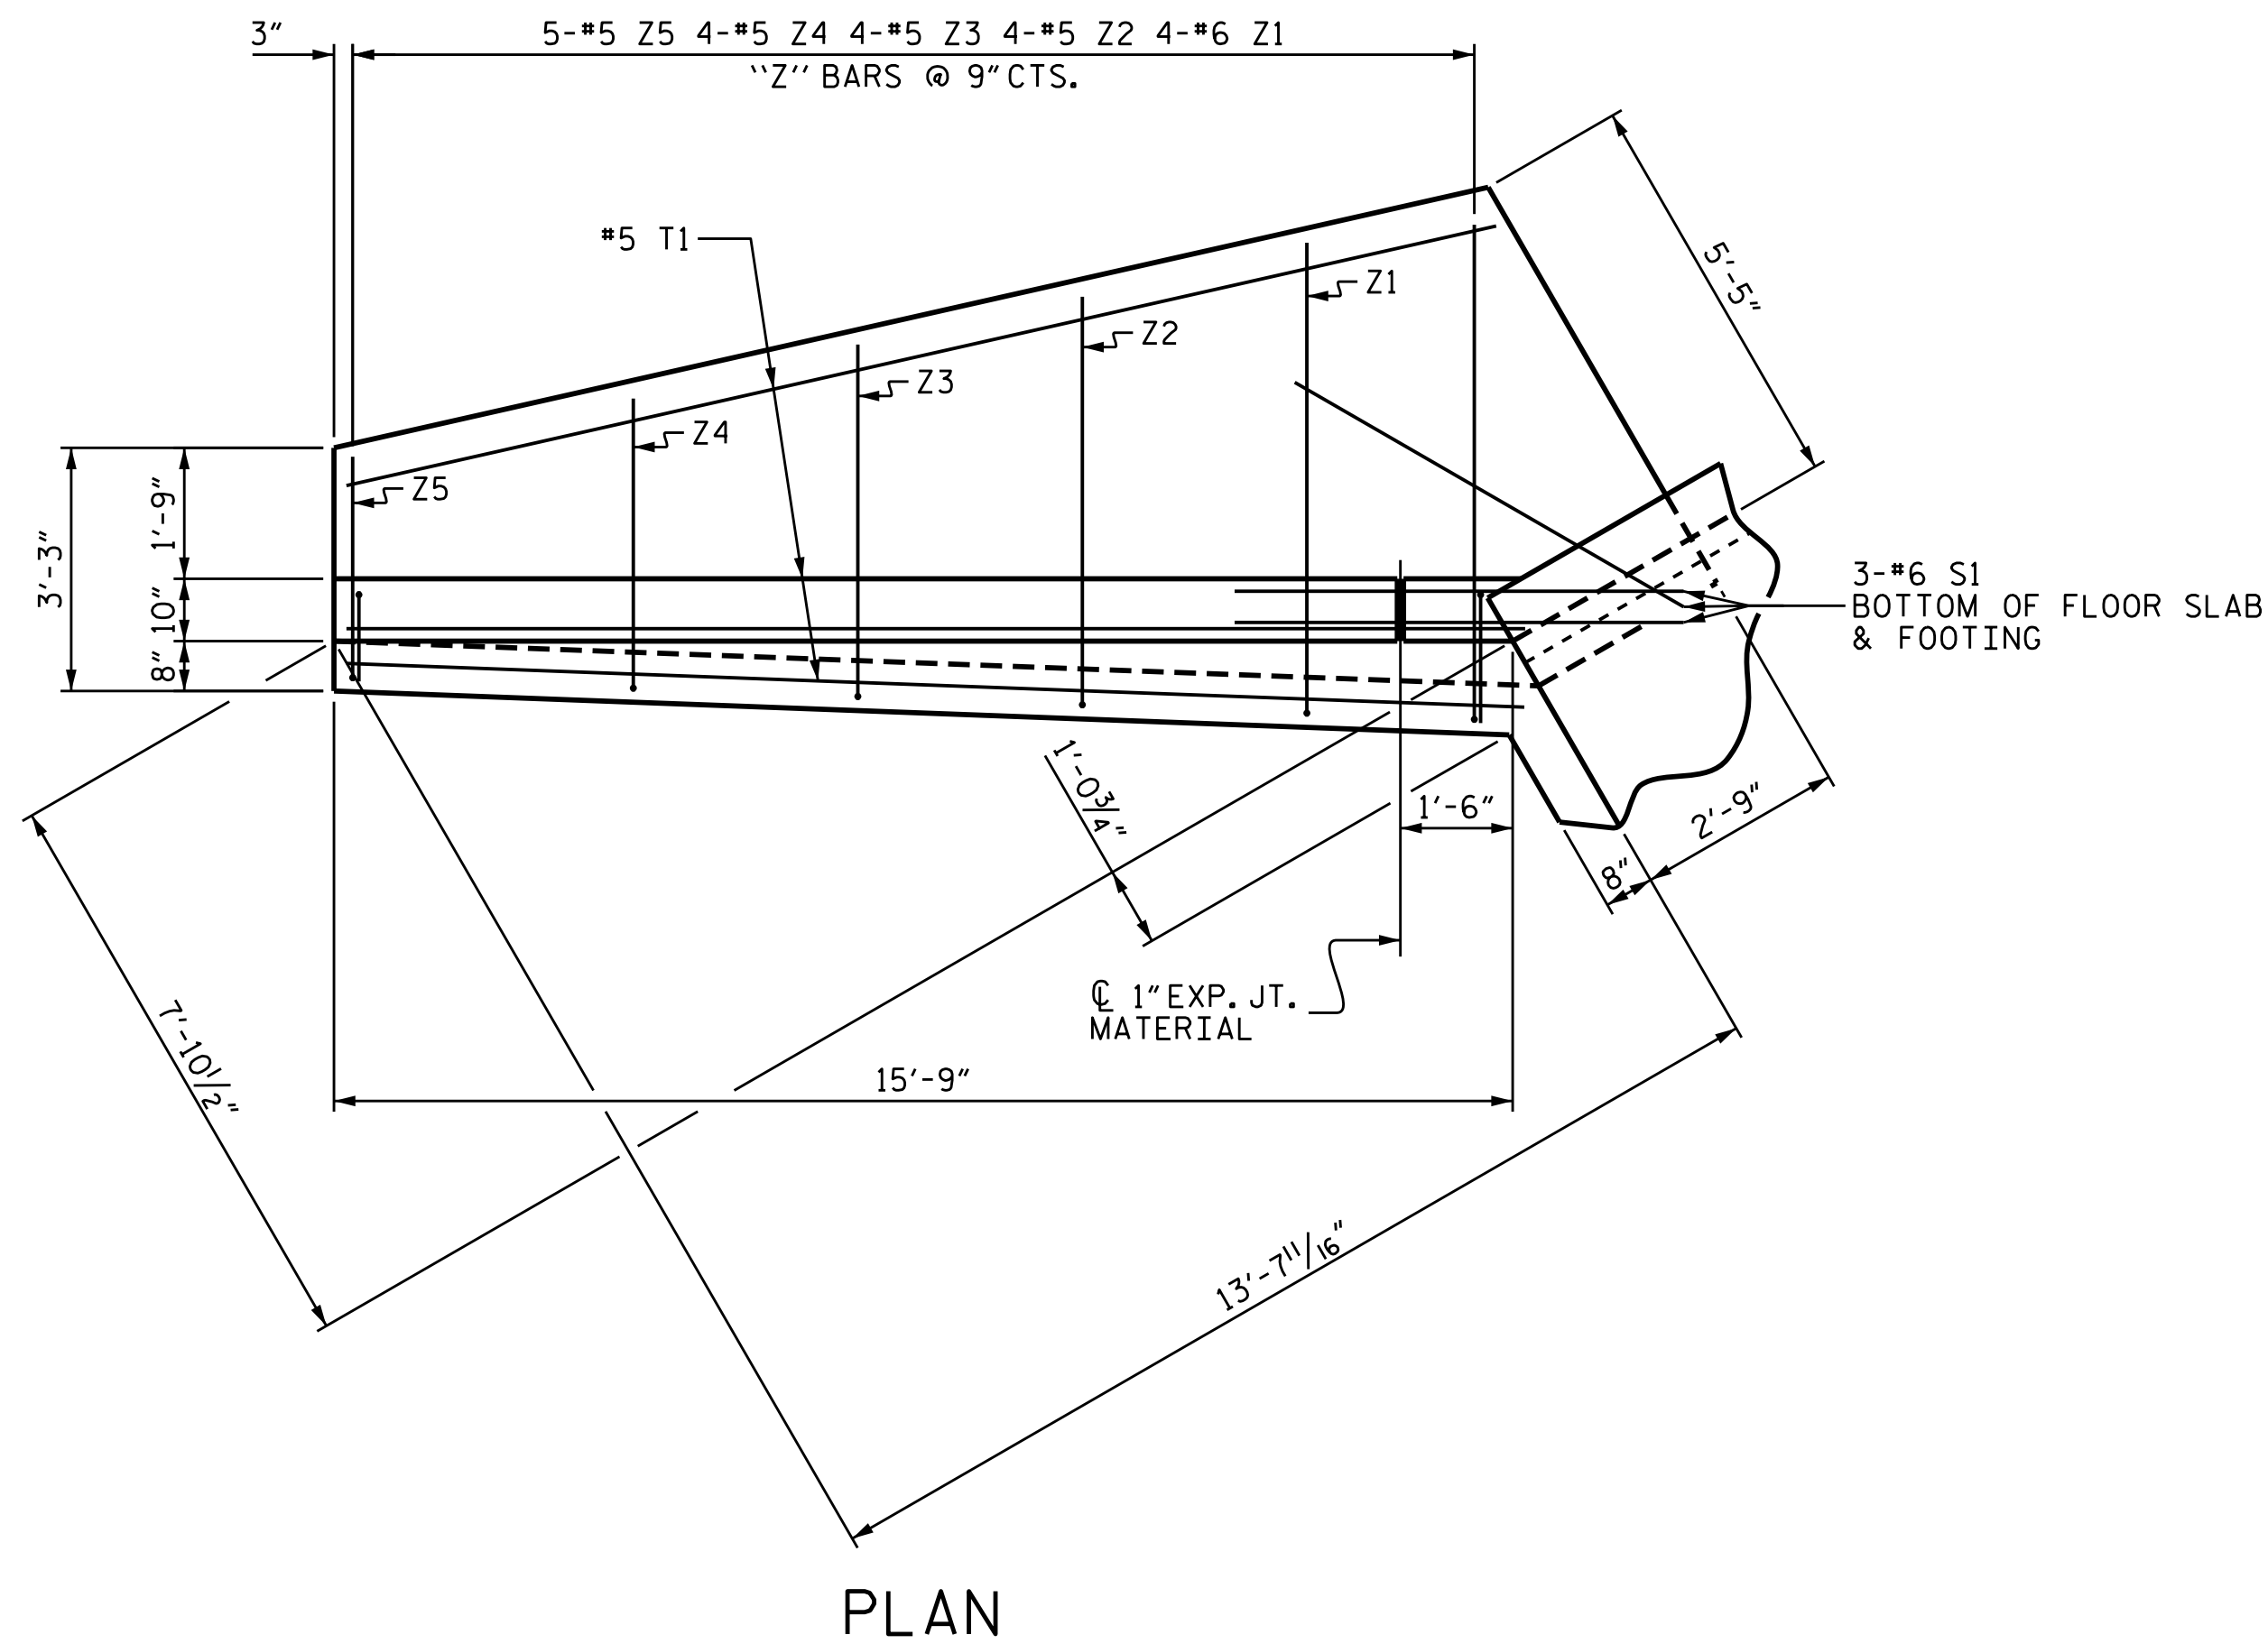 3"
5-#5 Z5 4-#5 Z4 4-#5 Z3 4-#5 Z2 4-#6 Z1
''Z'' BARS @ 9" CTS.
#5 T1
5'-5"
Z1
Z2
Z3
Z4
Z5
3'-3"
1'-9"
10"
8"
3-#6 S1
BOTTOM OF FLOOR SLAB
& FOOTING
1'-0 3/4"
1'-6"
2'-9"
8"
℄ 1" EXP. JT.
MATERIAL
7'-10 1/2"
15'-9"
13'-7 11/16"
PLAN